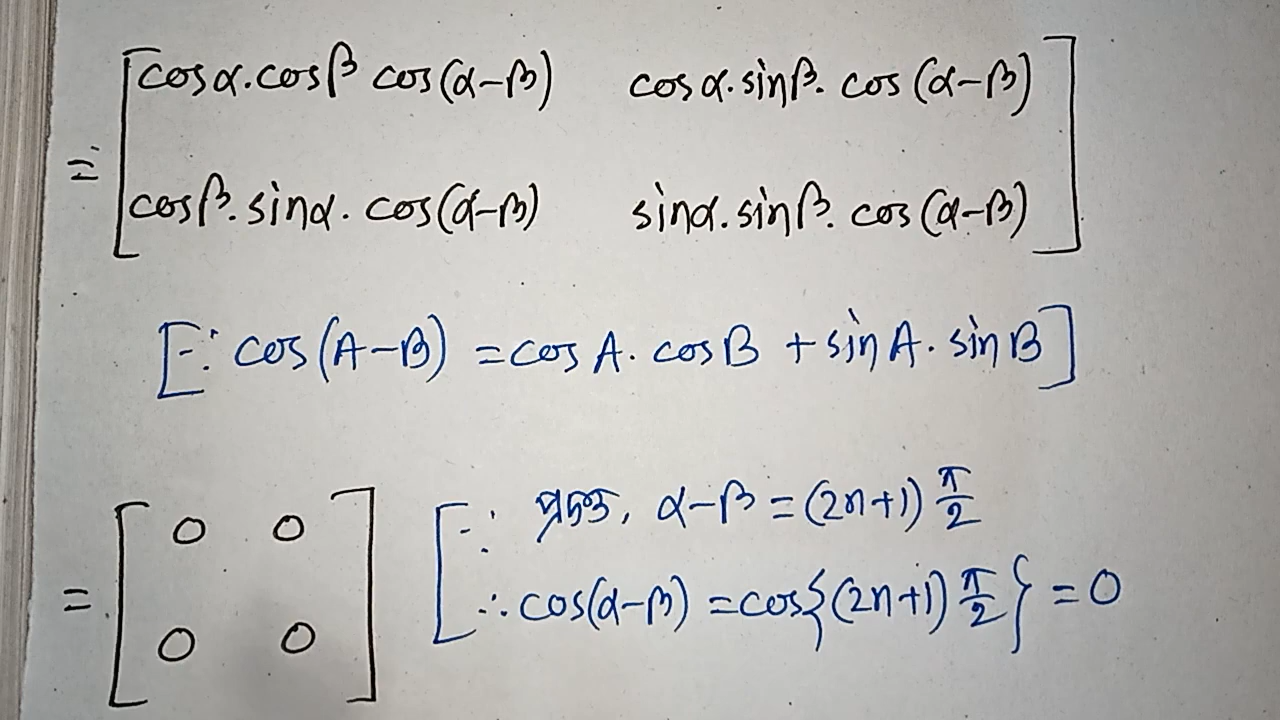 = [cosα.cosβ cos(α-β) cosα.sinβ. cos(α-β)
cosβ.sinα. cos(α-β) sinα.sinβ. cos(α-β)]
[∵ cos(A-B) = cosA. cosB + sinA. sinB]
= [0 0 [∵ প্রদত্ত, α-β = (2n+1) π/2
0 0] ∴ cos(α-β) = cos{(2n+1) π/2} = 0